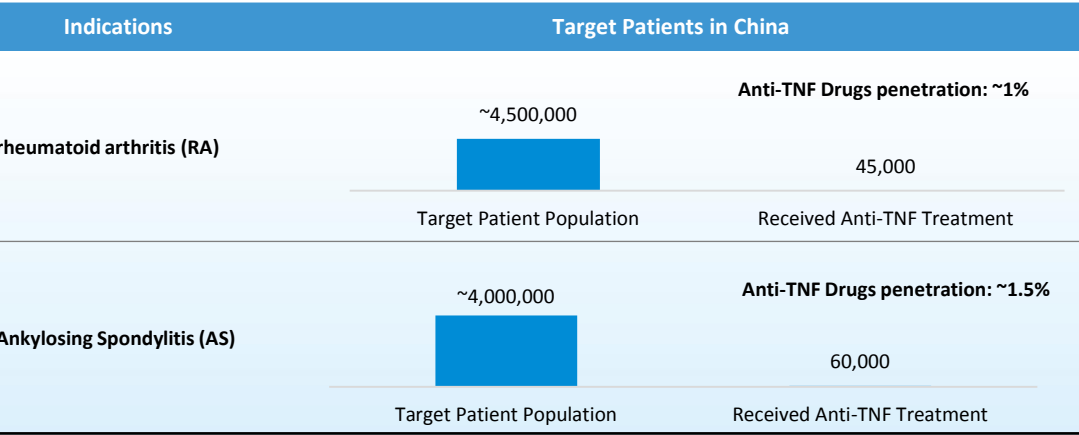 Indications
Target Patients in China
rheumatoid arthritis (RA)
Anti-TNF Drugs penetration: ~1%
~4,500,000
45,000
Target Patient Population
Received Anti-TNF Treatment
Ankylosing Spondylitis (AS)
Anti-TNF Drugs penetration: ~1.5%
~4,000,000
60,000
Target Patient Population
Received Anti-TNF Treatment